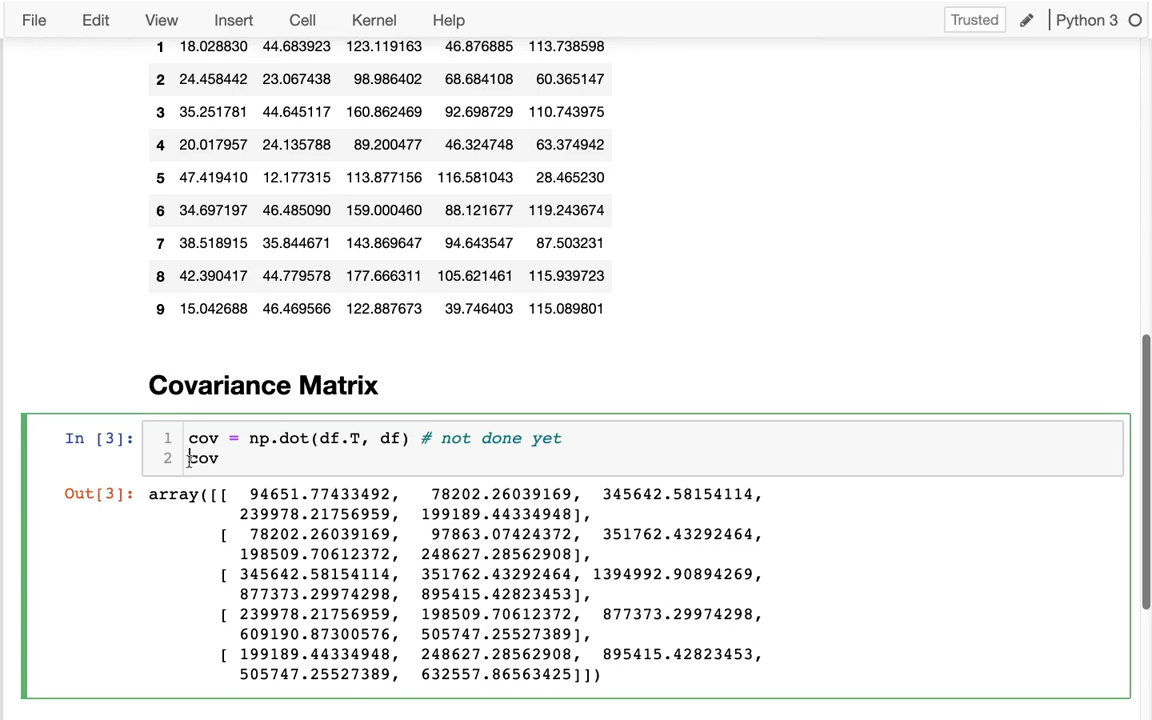 File Edit View Insert Cell Kernel Help Trusted Python 3
1 18.028830 44.683923 123.119163 46.876885 113.738598
2 24.458442 23.067438 98.986402 68.684108 60.365147
3 35.251781 44.645117 160.862469 92.698729 110.743975
4 20.017957 24.135788 89.200477 46.324748 63.374942
5 47.419410 12.177315 113.877156 116.581043 28.465230
6 34.697197 46.485090 159.000460 88.121677 119.243674
7 38.518915 35.844671 143.869647 94.643547 87.503231
8 42.390417 44.779578 177.666311 105.621461 115.939723
9 15.042688 46.469566 122.887673 39.746403 115.089801
Covariance Matrix
In [3]: 1 cov = np.dot(df.T, df) # not done yet
2 cov
Out[3]: array([[ 94651.77433492, 78202.26039169, 345642.58154114,
239978.21756959, 199189.44334948],
[ 78202.26039169, 97863.07424372, 351762.43292464,
198509.70612372, 248627.28562908],
[ 345642.58154114, 351762.43292464, 1394992.90894269,
877373.29974298, 895415.42823453],
[ 239978.21756959, 198509.70612372, 877373.29974298,
609190.87300576, 505747.25527389],
[ 199189.44334948, 248627.28562908, 895415.42823453,
505747.25527389, 632557.86563425]])